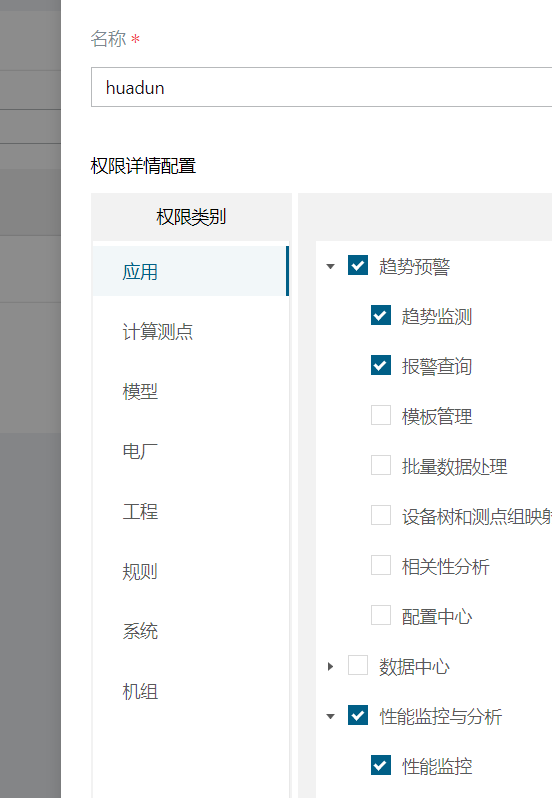 名称 *
huadun
权限详情配置
权限类别
应用
计算测点
模型
电厂
工程
规则
系统
机组
趋势预警
趋势监测
报警查询
模板管理
批量数据处理
设备树和测点组映射
相关性分析
配置中心
数据中心
性能监控与分析
性能监控